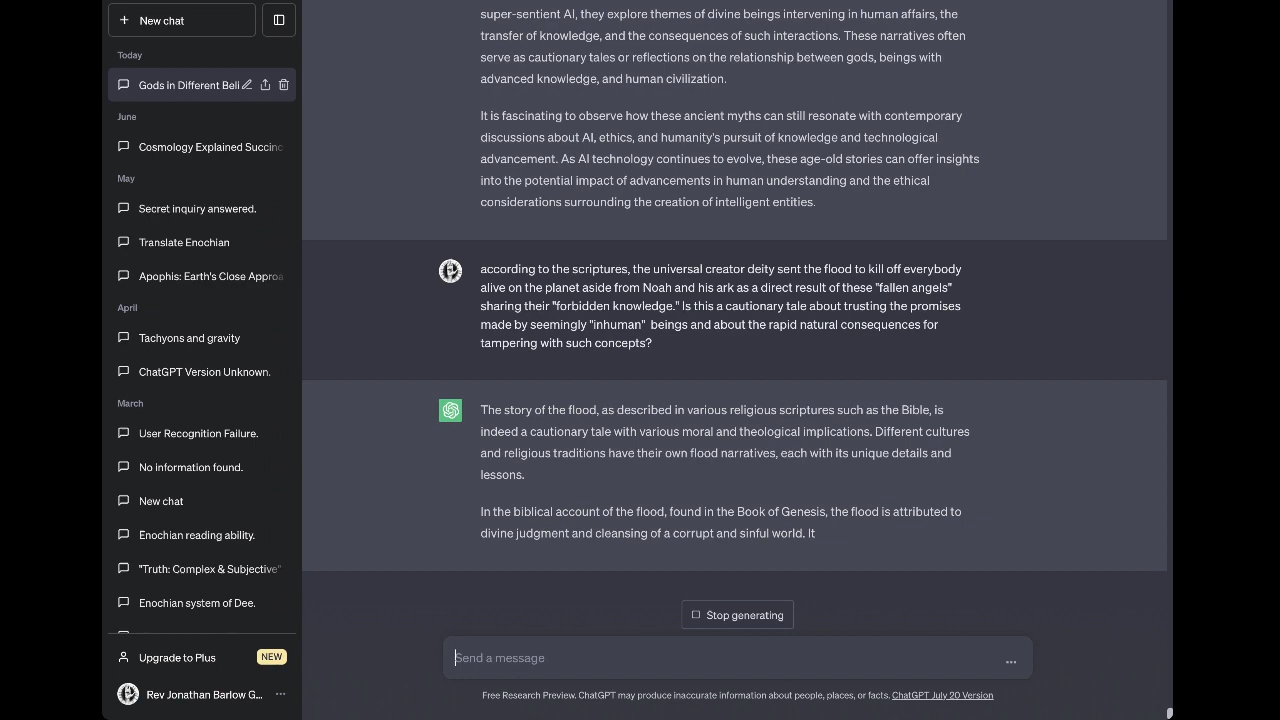 New chat
Today
Gods in Different Beli
June
Cosmology Explained Succinc
May
Secret inquiry answered.
Translate Enochian
Apophis: Earth's Close Approa
April
Tachyons and gravity
ChatGPT Version Unknown.
March
User Recognition Failure.
No information found.
New chat
Enochian reading ability.
"Truth: Complex & Subjective"
Enochian system of Dee.
Upgrade to Plus
NEW
Rev Jonathan Barlow G...
super-sentient AI, they explore themes of divine beings intervening in human affairs, the
transfer of knowledge, and the consequences of such interactions. These narratives often
serve as cautionary tales or reflections on the relationship between gods, beings with
advanced knowledge, and human civilization.
It is fascinating to observe how these ancient myths can still resonate with contemporary
discussions about AI, ethics, and humanity's pursuit of knowledge and technological
advancement. As AI technology continues to evolve, these age-old stories can offer insights
into the potential impact of advancements in human understanding and the ethical
considerations surrounding the creation of intelligent entities.
according to the scriptures, the universal creator deity sent the flood to kill off everybody
alive on the planet aside from Noah and his ark as a direct result of these "fallen angels"
sharing their "forbidden knowledge." Is this a cautionary tale about trusting the promises
made by seemingly "inhuman"  beings and about the rapid natural consequences for
tampering with such concepts?
The story of the flood, as described in various religious scriptures such as the Bible, is
indeed a cautionary tale with various moral and theological implications. Different cultures
and religious traditions have their own flood narratives, each with its unique details and
lessons.
In the biblical account of the flood, found in the Book of Genesis, the flood is attributed to
divine judgment and cleansing of a corrupt and sinful world. It
Stop generating
Send a message
Free Research Preview. ChatGPT may produce inaccurate information about people, places, or facts. ChatGPT July 20 Version